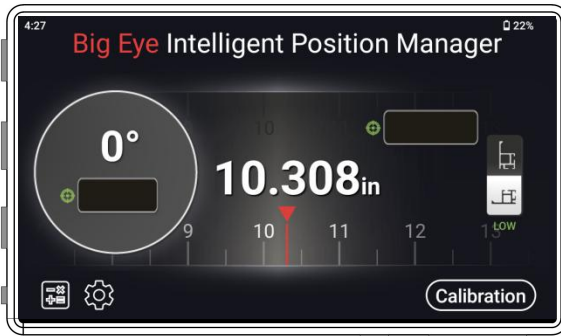 4:27
22%
Big Eye Intelligent Position Manager
0°
10
10.308in
9 10 11 12 13
LOW
Calibration